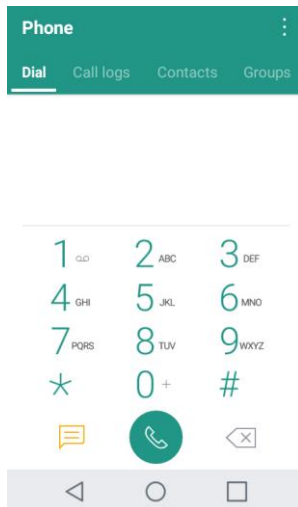 Phone
Dial Call logs Contacts Groups
1 2 ABC 3 DEF
4 GHI 5 JKL 6 MNO
7 PQRS 8 TUV 9 WXYZ
* 0 + #